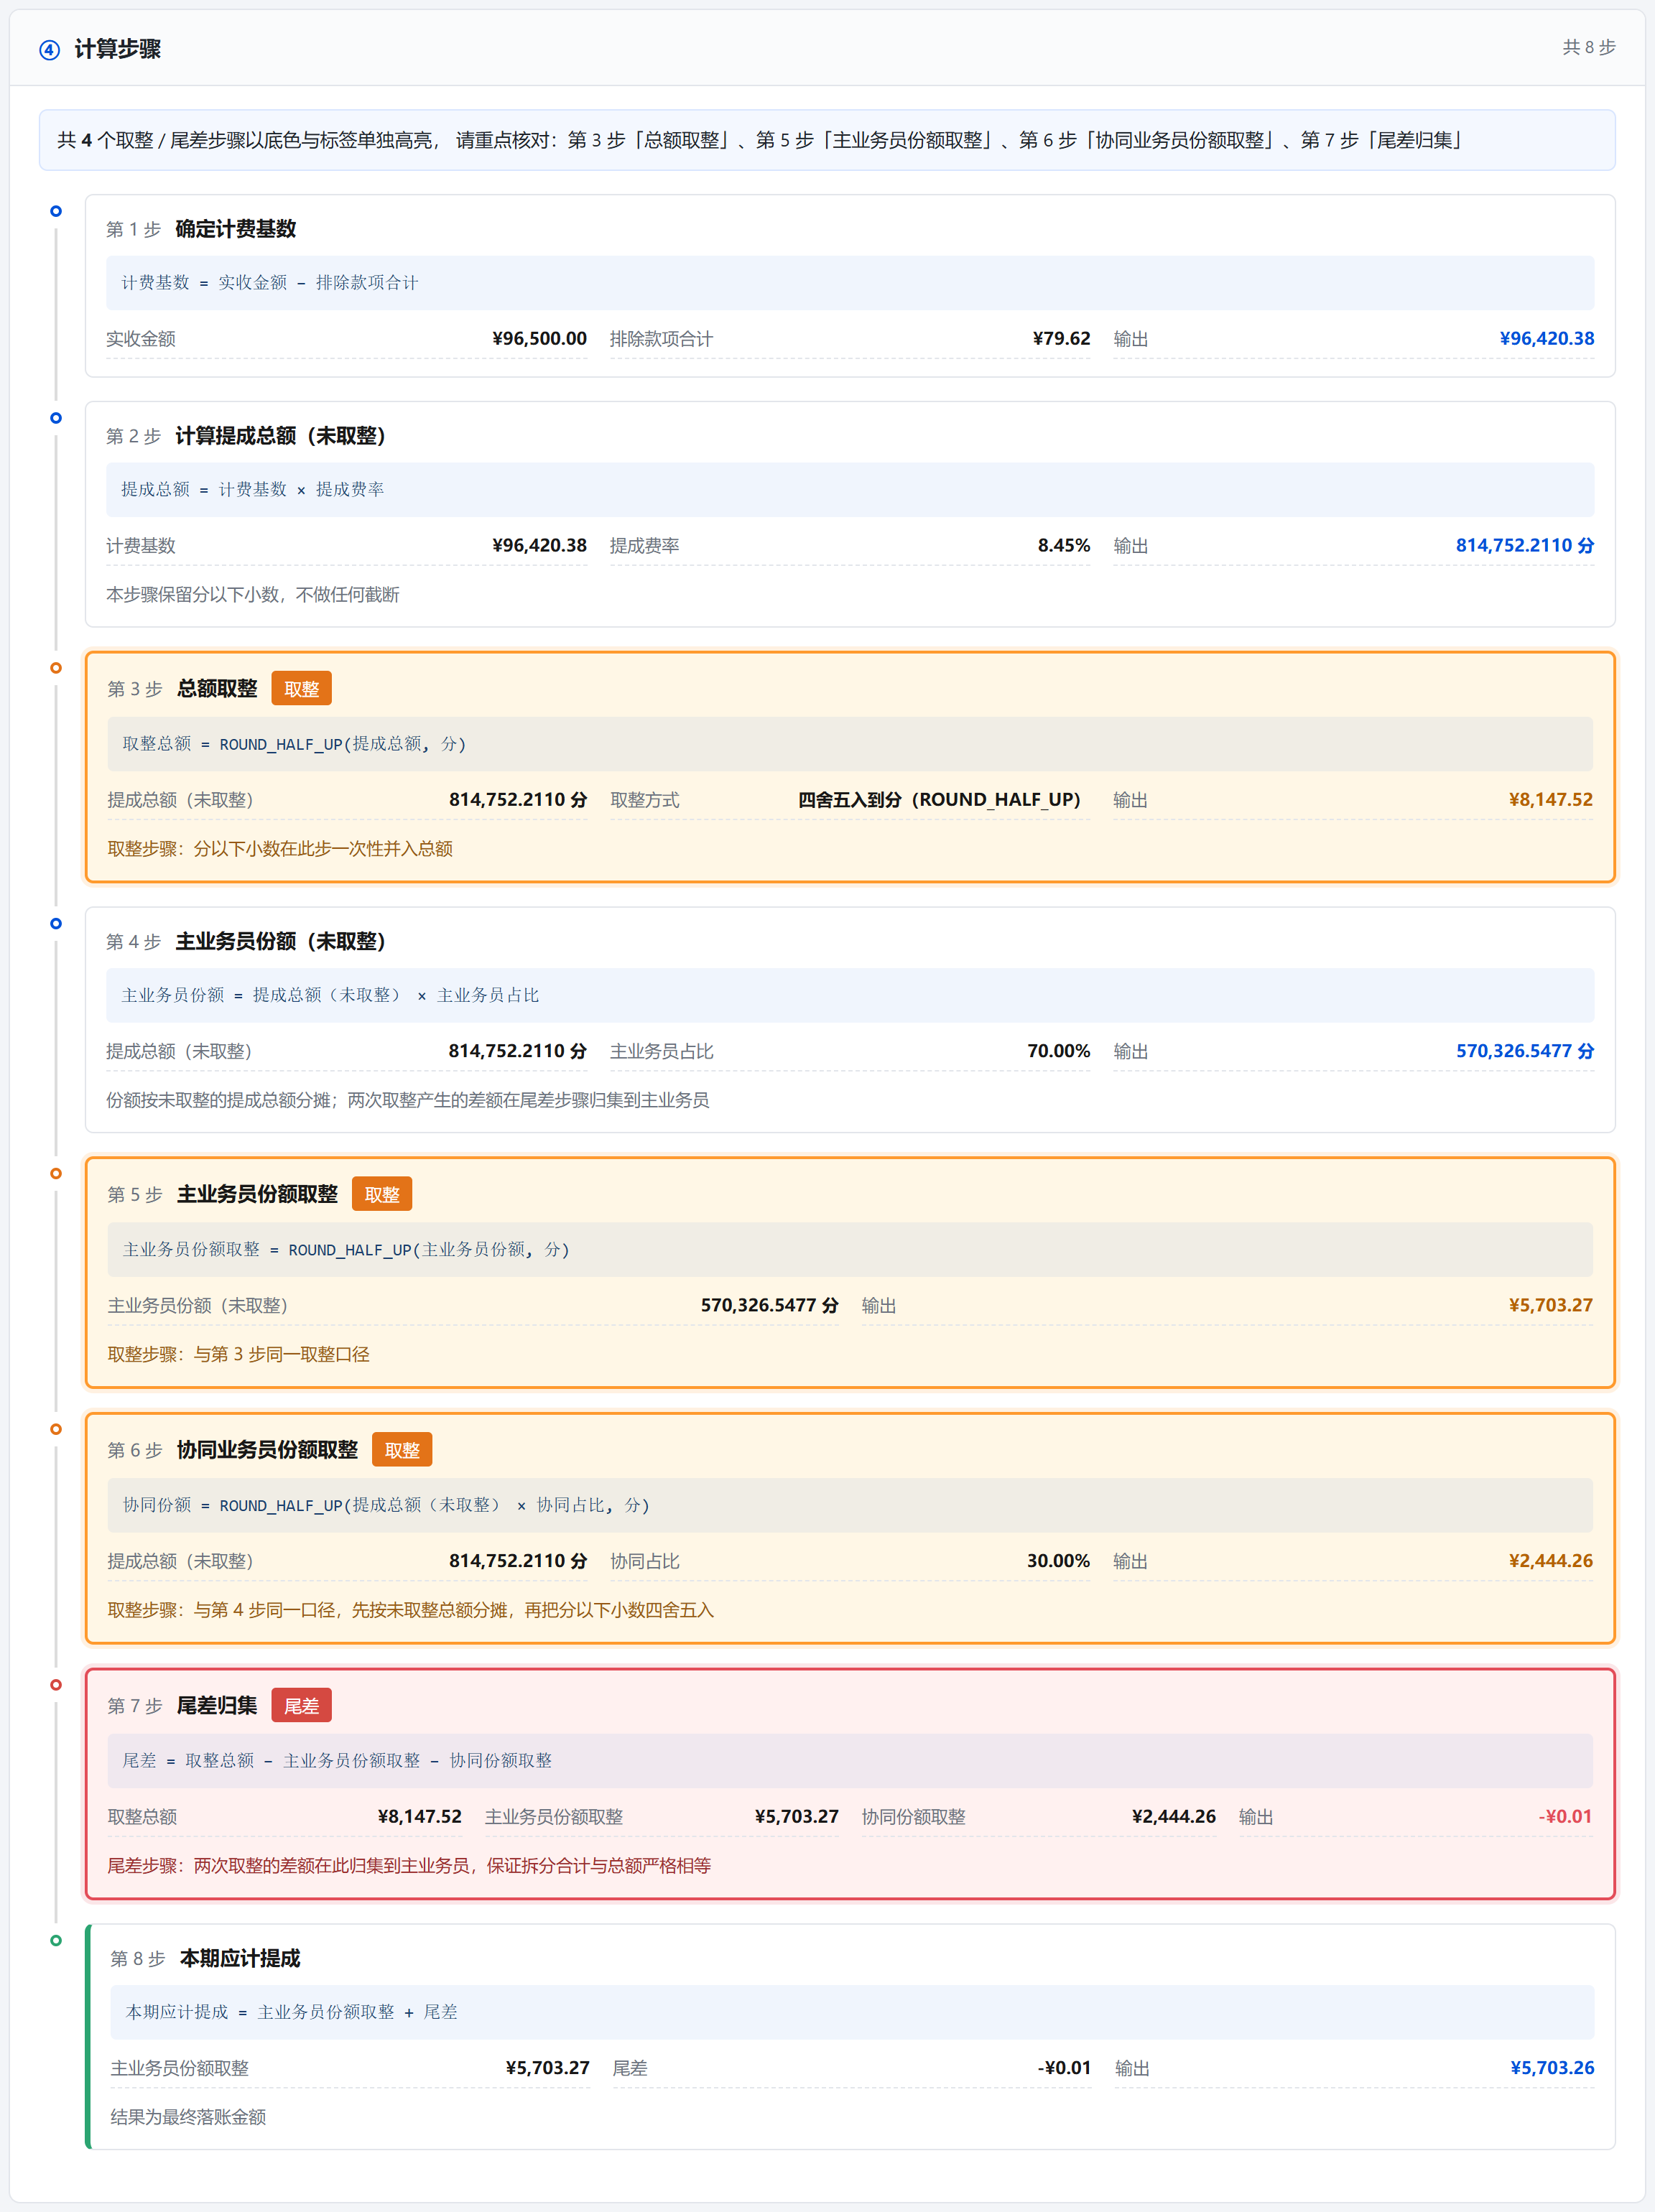 ④ 计算步骤
共 8 步
共 4 个取整 / 尾差步骤以底色与标签单独高亮， 请重点核对：第 3 步「总额取整」、第 5 步「主业务员份额取整」、第 6 步「协同业务员份额取整」、第 7 步「尾差归集」
第 1 步 确定计费基数
计费基数 = 实收金额 − 排除款项合计
实收金额 ¥96,500.00 排除款项合计 ¥79.62 输出 ¥96,420.38
第 2 步 计算提成总额（未取整）
提成总额 = 计费基数 × 提成费率
计费基数 ¥96,420.38 提成费率 8.45% 输出 814,752.2110 分
本步骤保留分以下小数，不做任何截断
第 3 步 总额取整 取整
取整总额 = ROUND_HALF_UP(提成总额, 分)
提成总额（未取整） 814,752.2110 分 取整方式 四舍五入到分（ROUND_HALF_UP） 输出 ¥8,147.52
取整步骤：分以下小数在此步一次性并入总额
第 4 步 主业务员份额（未取整）
主业务员份额 = 提成总额（未取整） × 主业务员占比
提成总额（未取整） 814,752.2110 分 主业务员占比 70.00% 输出 570,326.5477 分
份额按未取整的提成总额分摊；两次取整产生的差额在尾差步骤归集到主业务员
第 5 步 主业务员份额取整 取整
主业务员份额取整 = ROUND_HALF_UP(主业务员份额, 分)
主业务员份额（未取整） 570,326.5477 分 输出 ¥5,703.27
取整步骤：与第 3 步同一取整口径
第 6 步 协同业务员份额取整 取整
协同份额 = ROUND_HALF_UP(提成总额（未取整） × 协同占比, 分)
提成总额（未取整） 814,752.2110 分 协同占比 30.00% 输出 ¥2,444.26
取整步骤：与第 4 步同一口径，先按未取整总额分摊，再把分以下小数四舍五入
第 7 步 尾差归集 尾差
尾差 = 取整总额 − 主业务员份额取整 − 协同份额取整
取整总额 ¥8,147.52 主业务员份额取整 ¥5,703.27 协同份额取整 ¥2,444.26 输出 -¥0.01
尾差步骤：两次取整的差额在此归集到主业务员，保证拆分合计与总额严格相等
第 8 步 本期应计提成
本期应计提成 = 主业务员份额取整 + 尾差
主业务员份额取整 ¥5,703.27 尾差 -¥0.01 输出 ¥5,703.26
结果为最终落账金额